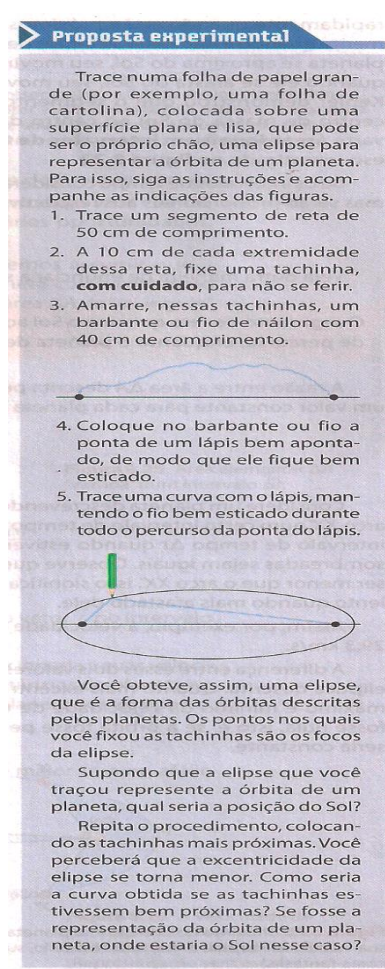 Proposta experimental
Trace numa folha de papel gran-
de (por exemplo, uma folha de
cartolina), colocada sobre uma
superfície plana e lisa, que pode
ser o próprio chão, uma elipse para
representar a órbita de um planeta.
Para isso, siga as instruções e acom-
panhe as indicações das figuras.
1. Trace um segmento de reta de
50 cm de comprimento.
2. A 10 cm de cada extremidade
dessa reta, fixe uma tachinha,
com cuidado, para não se ferir.
3. Amarre, nessas tachinhas, um
barbante ou fio de náilon com
40 cm de comprimento.
4. Coloque no barbante ou fio a
ponta de um lápis bem aponta-
do, de modo que ele fique bem
esticado.
5. Trace uma curva com o lápis, man-
tendo o fio bem esticado durante
todo o percurso da ponta do lápis.
Você obteve, assim, uma elipse,
que é a forma das órbitas descritas
pelos planetas. Os pontos nos quais
você fixou as tachinhas são os focos
da elipse.
Supondo que a elipse que você
traçou represente a órbita de um
planeta, qual seria a posição do Sol?
Repita o procedimento, colocan-
do as tachinhas mais próximas. Você
perceberá que a excentricidade da
elipse se torna menor. Como seria
a curva obtida se as tachinhas es-
tivessem bem próximas? Se fosse a
representação da órbita de um pla-
neta, onde estaria o Sol nesse caso?